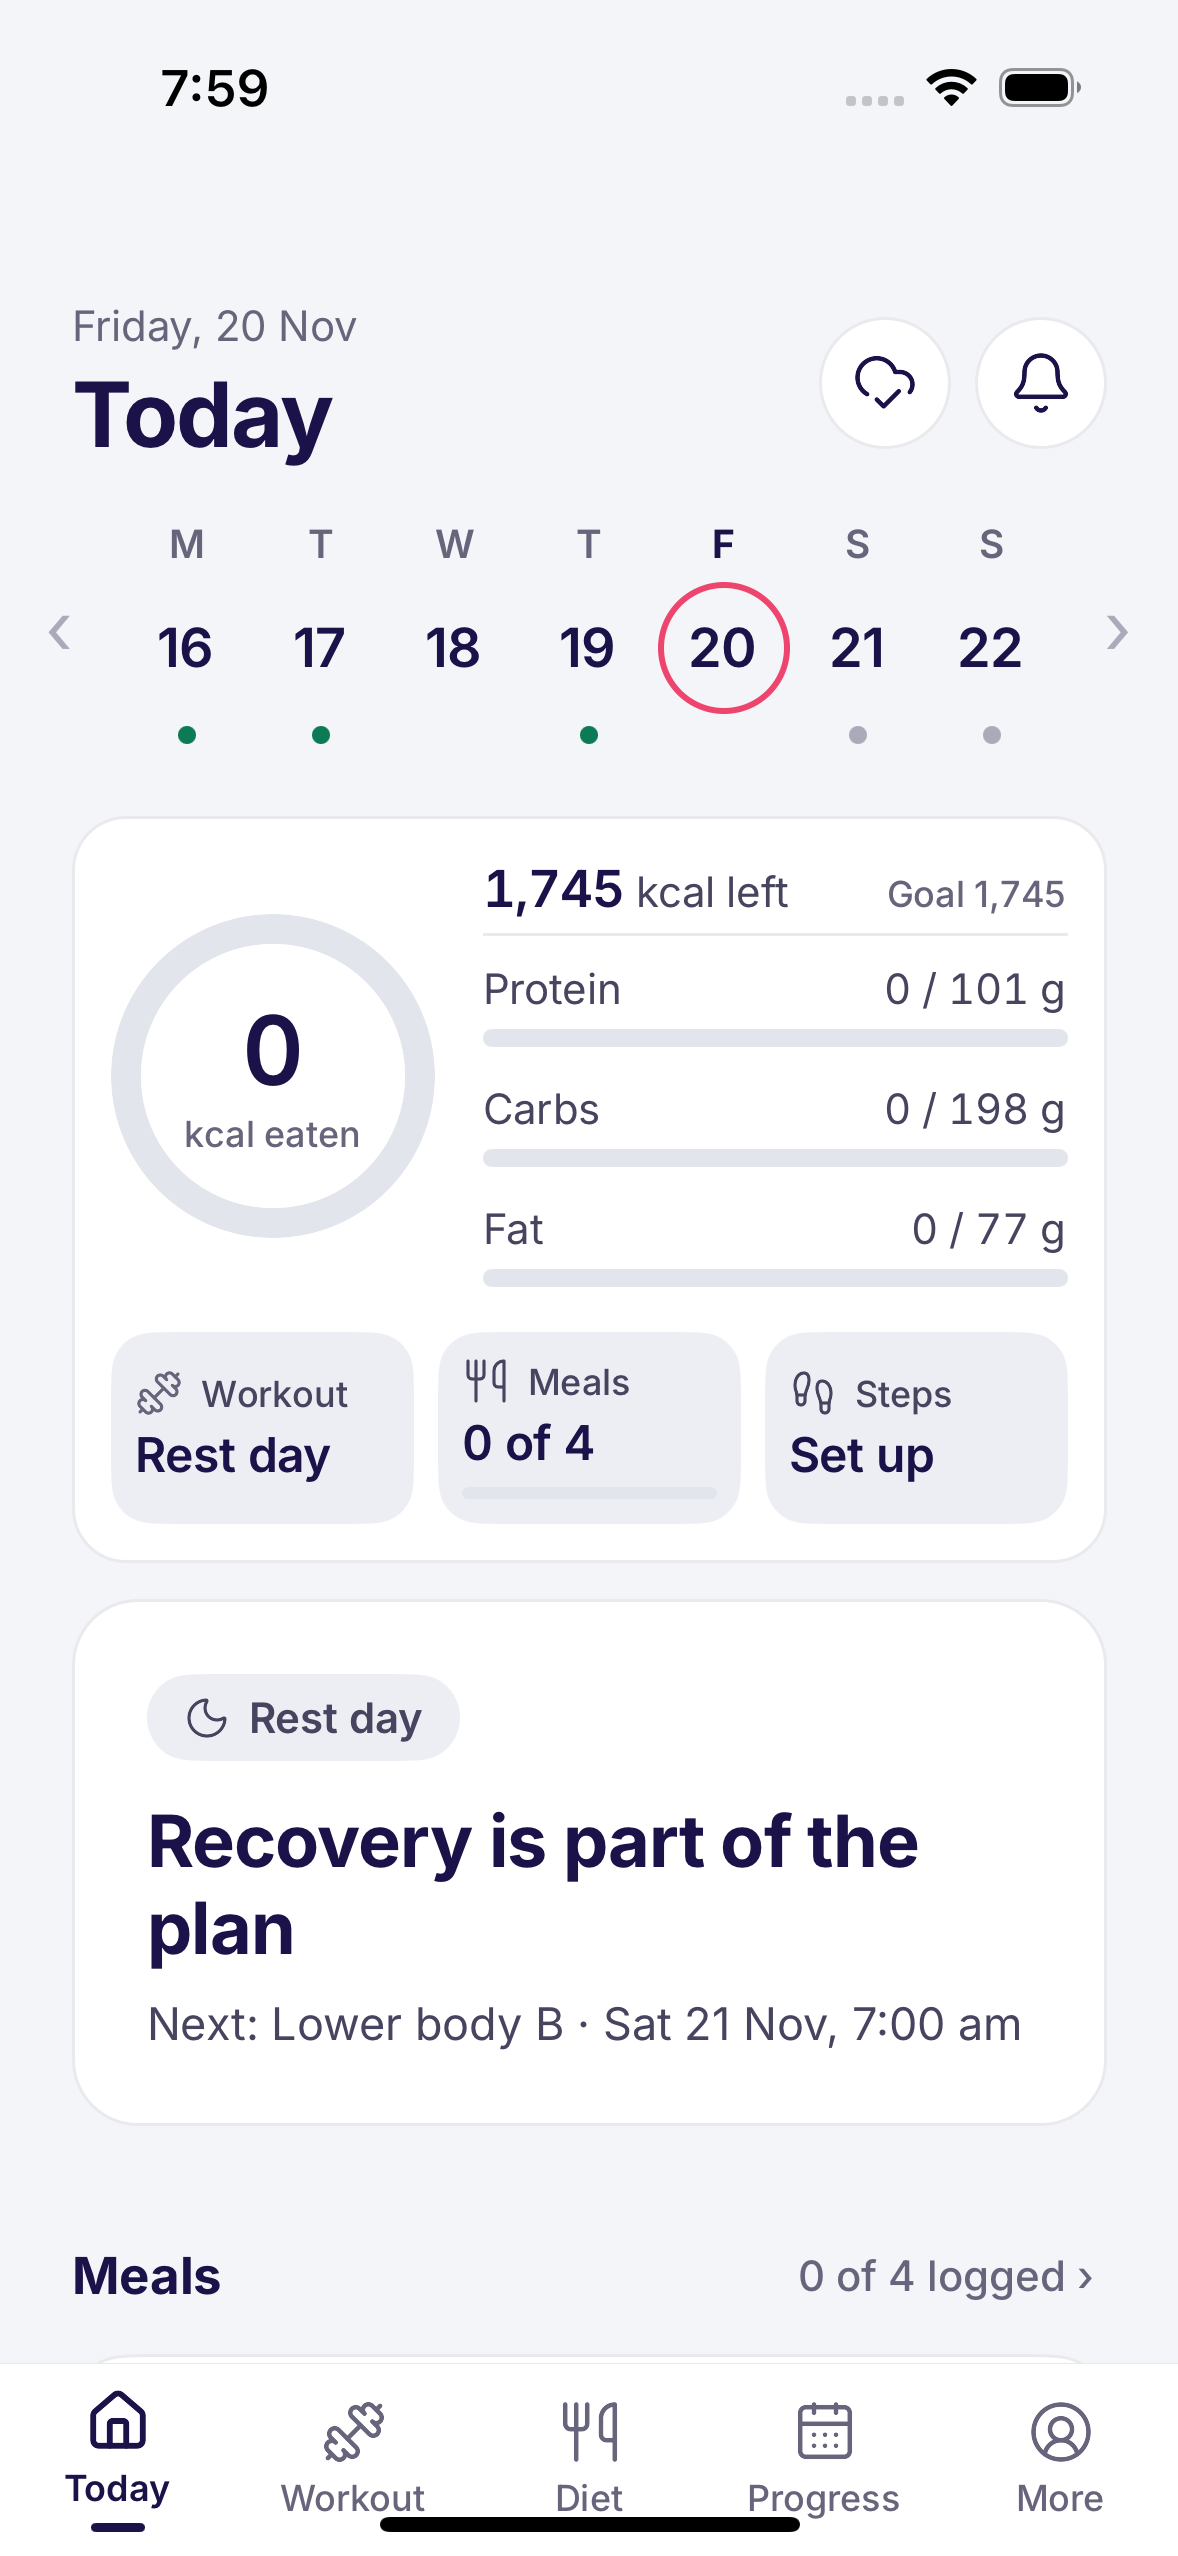 7:59
Friday, 20 Nov
Today
M T W T F S S
‹ 16 17 18 19 20 21 22 ›
1,745 kcal left Goal 1,745
Protein 0 / 101 g
0
kcal eaten
Carbs 0 / 198 g
Fat 0 / 77 g
Workout
Rest day
Meals
0 of 4
Steps
Set up
Rest day
Recovery is part of the
plan
Next: Lower body B · Sat 21 Nov, 7:00 am
Meals 0 of 4 logged ›
Today Workout Diet Progress More